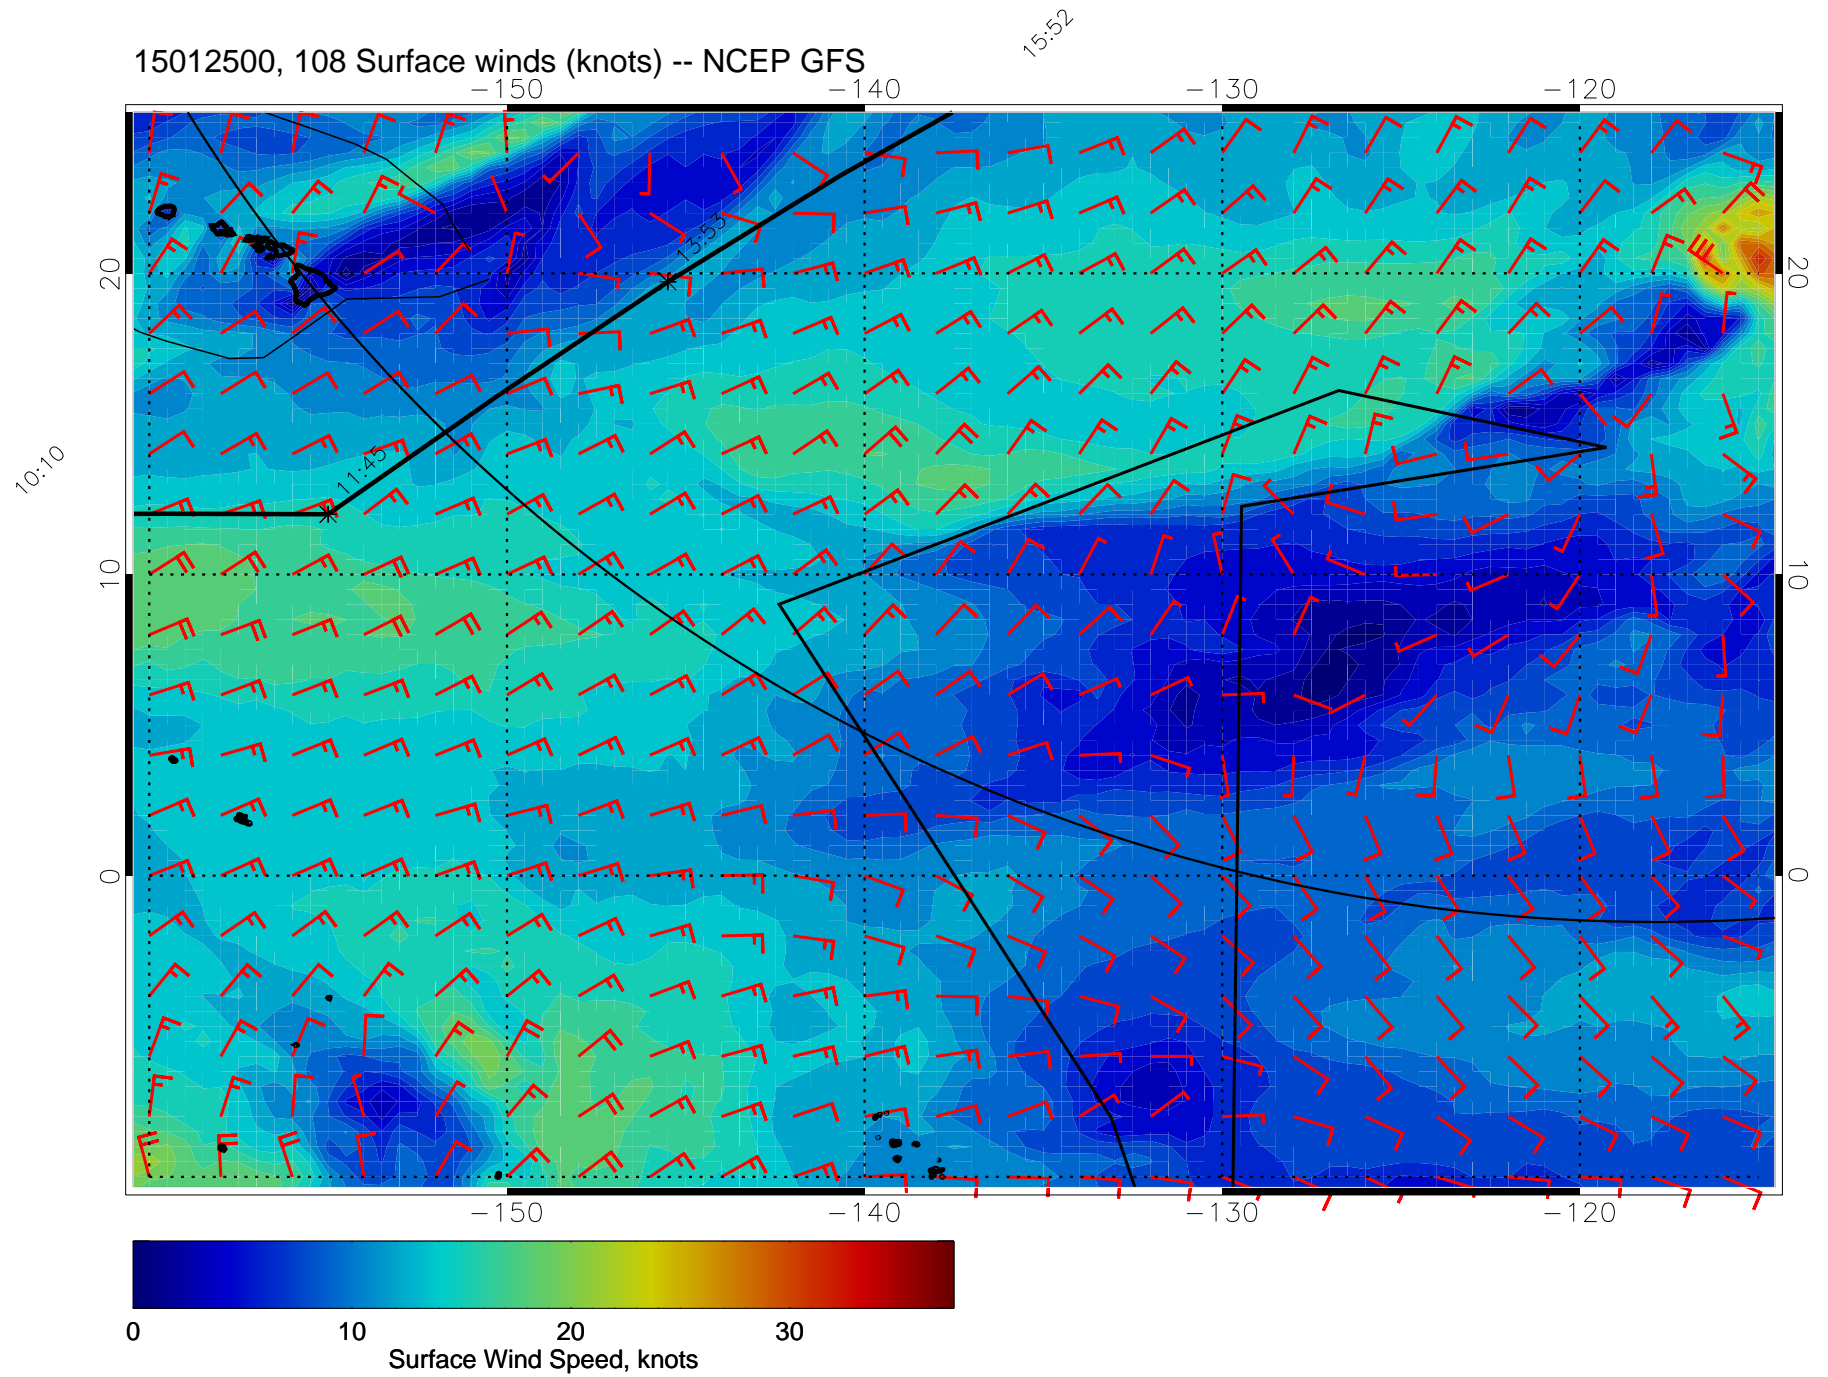 15:52
15012500, 108 Surface winds (knots) -- NCEP GFS
-150 -140 -130 -120
13:53
20 20
11:45
10:10
10 10
0 0
-150 -140 -130 -120
0 10 20 30
Surface Wind Speed, knots